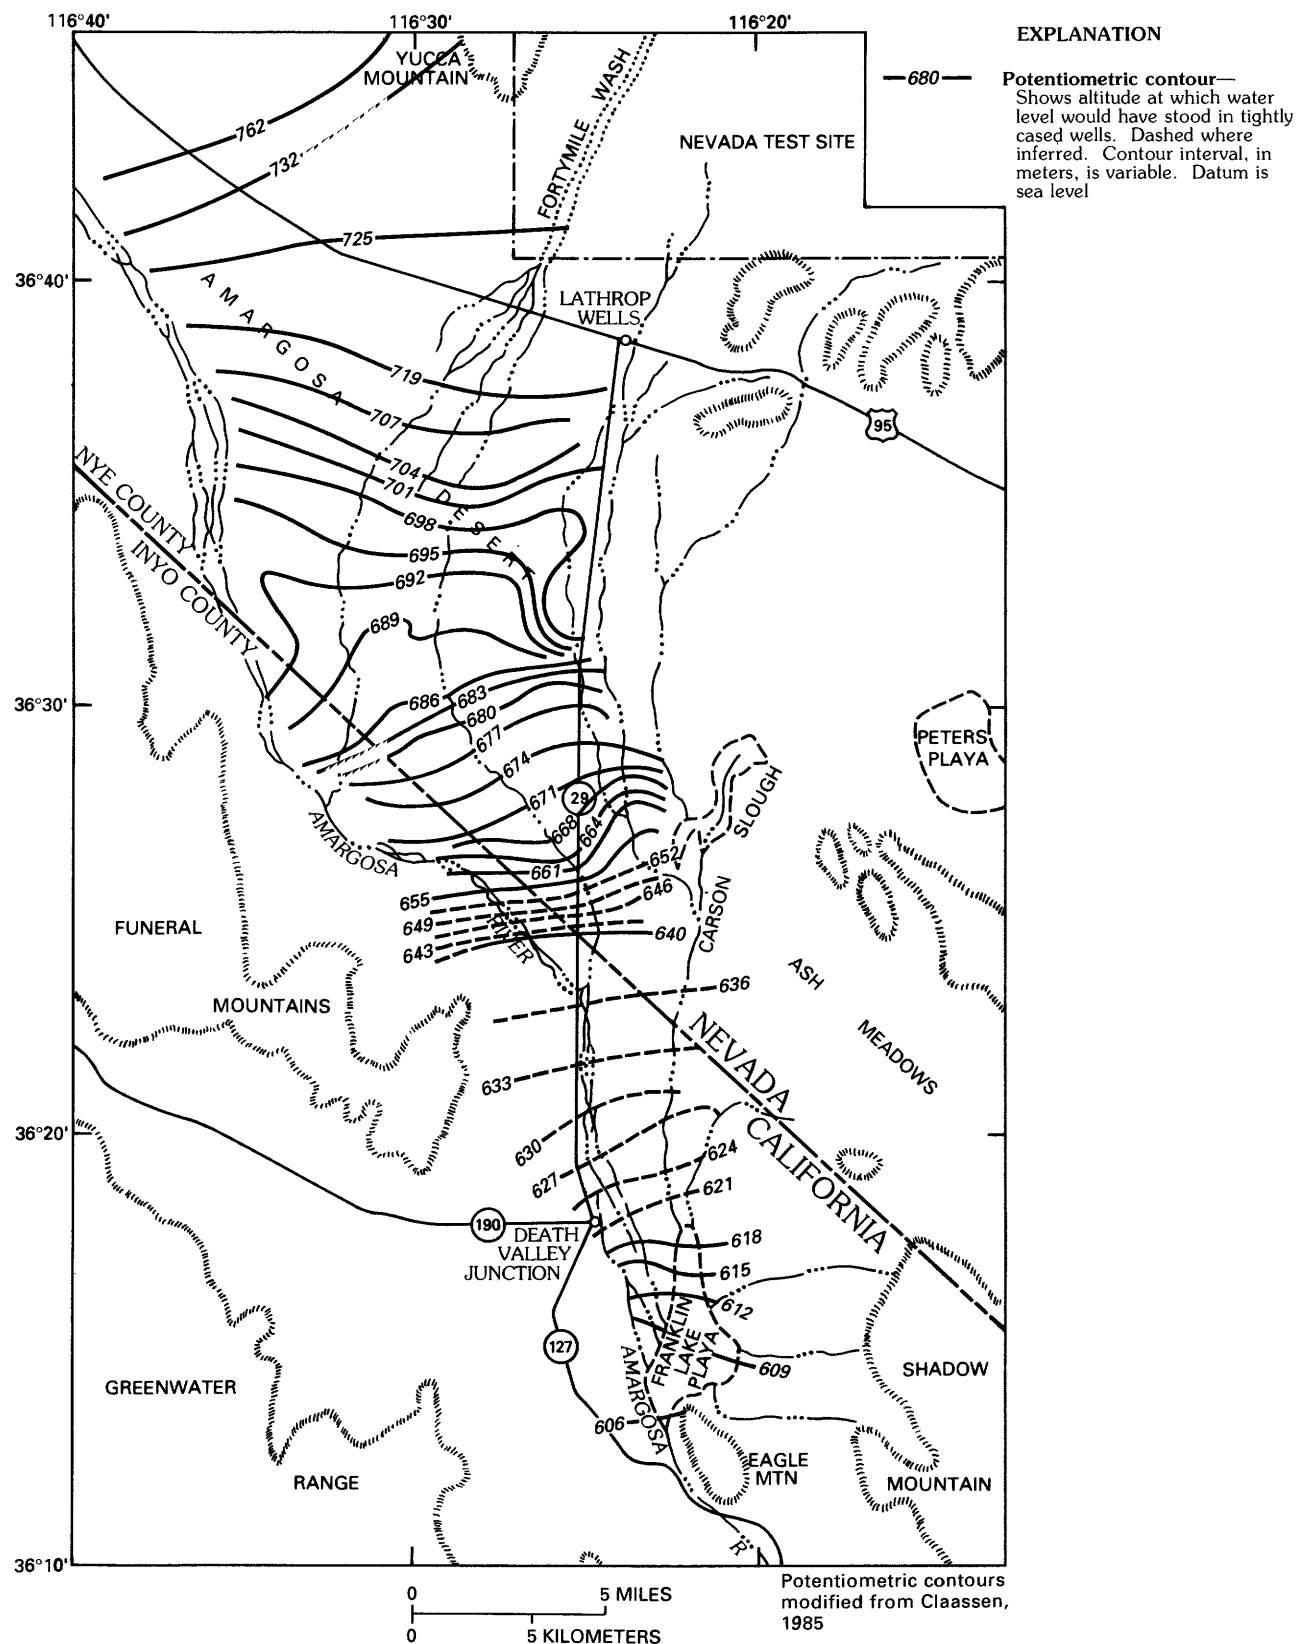 116°40'
116°30'
116°20'
EXPLANATION
680
Potentiometric contour—
Shows altitude at which water
level would have stood in tightly
cased wells. Dashed where
inferred. Contour interval, in
meters, is variable. Datum is
sea level
YUCCA
MOUNTAIN
FORTYMILE WASH
NEVADA TEST SITE
762
732
725
36°40'
AMARGOSA
LATHROP
WELLS
719
707
95
704
701
DESERT
698
695
692
689
NYE COUNTY
INYO COUNTY
36°30'
686
683
680
677
674
671
29
668
664
661
PETERS
PLAYA
SLOUGH
CARSON
AMARGOSA
RIVER
652
646
655
649
643
640
636
FUNERAL
MOUNTAINS
ASH
MEADOWS
NEVADA
CALIFORNIA
633
630
627
624
621
36°20'
190
DEATH
VALLEY
JUNCTION
618
615
612
609
606
127
FRANKLIN
LAKE
PLAYA
AMARGOSA
R
GREENWATER
RANGE
SHADOW
MOUNTAIN
EAGLE
MTN
36°10'
0 5 MILES
0 5 KILOMETERS
Potentiometric contours
modified from Claassen,
1985